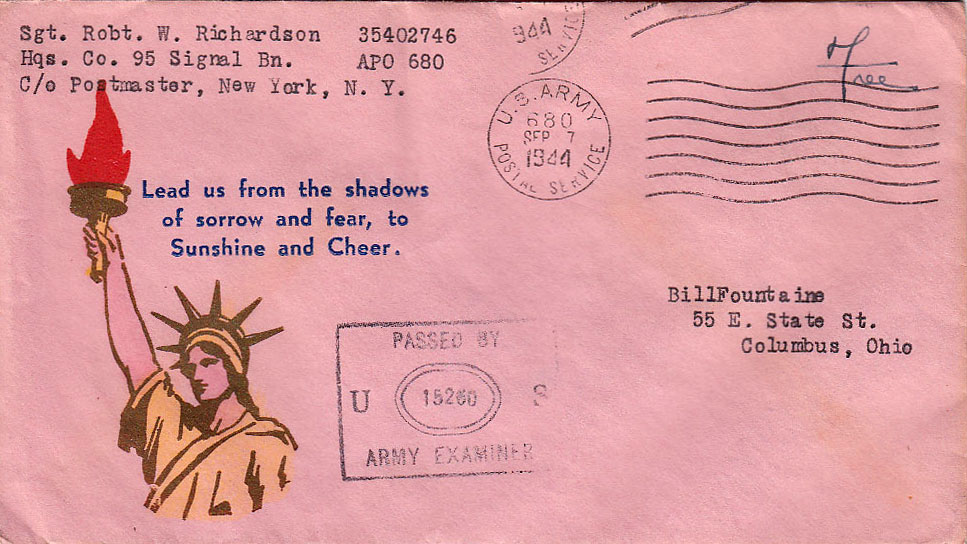 Sgt. Robt. W. Richardson 35402746
Hqs. Co. 95 Signal Bn. APO 680
C/o Postmaster, New York, N. Y.
1944
SERVICE
Free
U.S. ARMY
680
SEP 7
1944
POSTAL SERVICE
Lead us from the shadows
of sorrow and fear, to
Sunshine and Cheer.
BillFountaine
55 E. State St.
Columbus, Ohio
PASSED BY
U 15260 S
ARMY EXAMINER